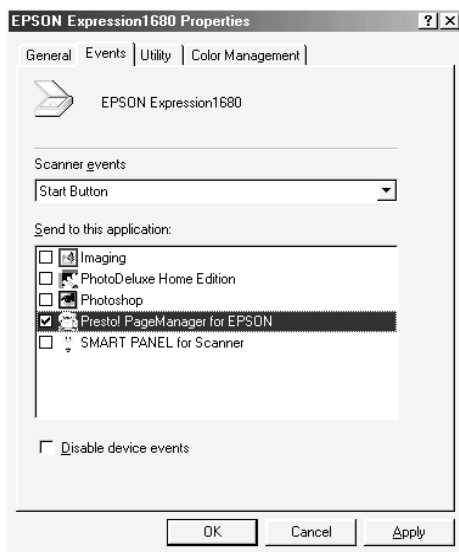 EPSON Expression1680 Properties
General Events Utility Color Management
EPSON Expression1680
Scanner events
Start Button
Send to this application:
Imaging
PhotoDeluxe Home Edition
Photoshop
Presto! PageManager for EPSON
SMART PANEL for Scanner
Disable device events
OK Cancel Apply